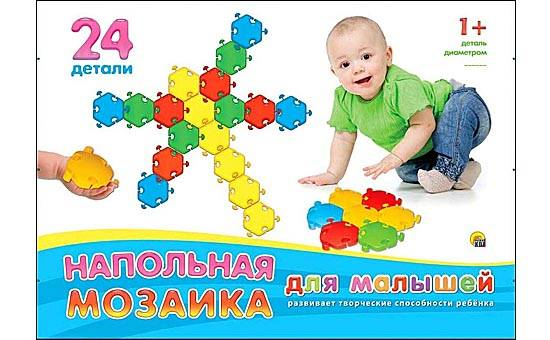 24
детали
1+
деталь
диаметром
НАПОЛЬНАЯ
МОЗАИКА
для малышей
развивает творческие способности ребёнка